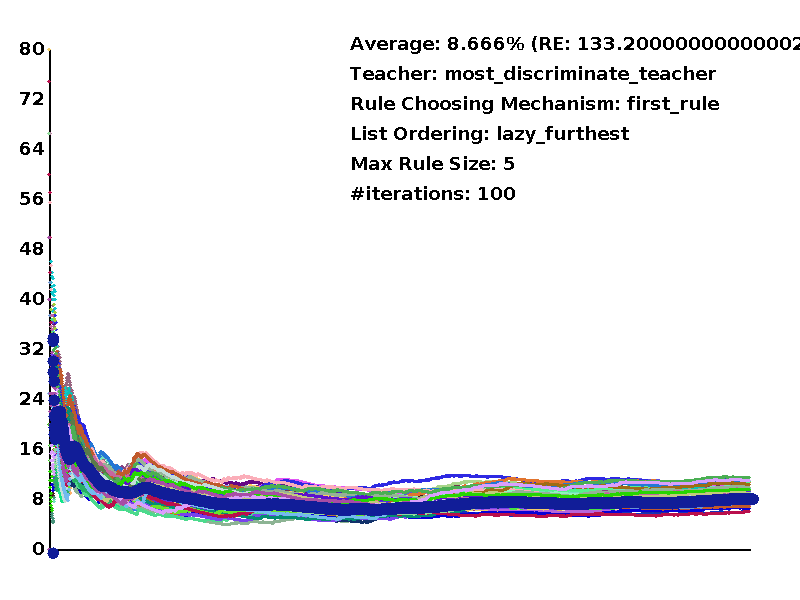 Average: 8.666% (RE: 133.20000000000002
Teacher: most_discriminate_teacher
Rule Choosing Mechanism: first_rule
List Ordering: lazy_furthest
Max Rule Size: 5
#iterations: 100
80
72
64
56
48
40
32
24
16
8
0